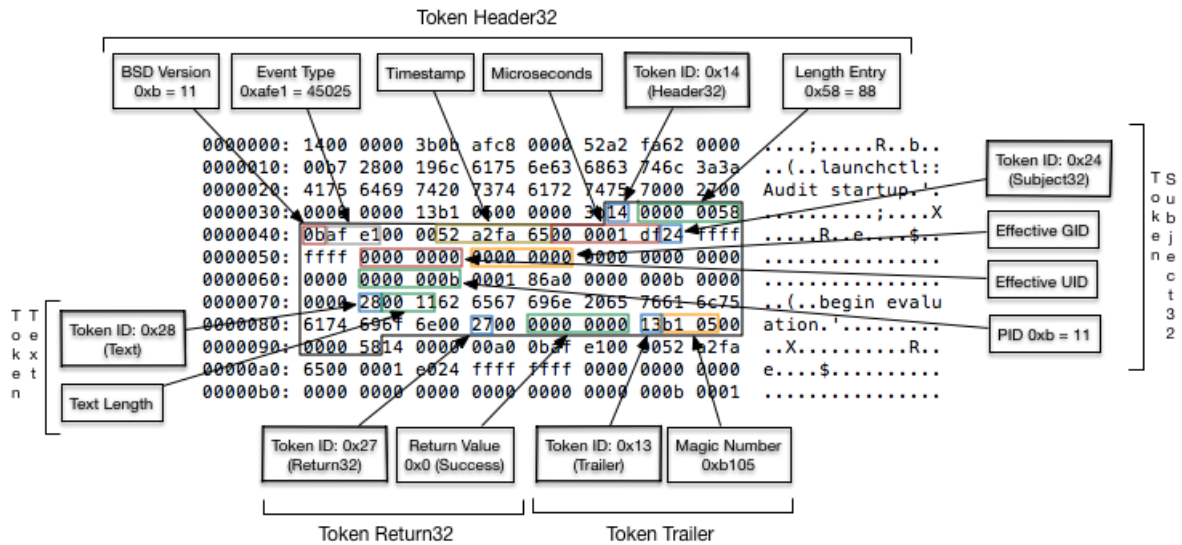 Token Header32
BSD Version
0xb = 11
Event Type
0xafe1 = 45025
Timestamp
Microseconds
Token ID: 0x14
(Header32)
Length Entry
0x58 = 88
0000000: 1400 0000 3b0b afc8 0000 52a2 fa62 0000 ....;.....R..b..
0000010: 00b7 2800 196c 6175 6e63 6863 746c 3a3a ..(..launchctl::
0000020: 4175 6469 7420 7374 6172 7475 7000 2700 Audit startup.'.
0000030: 0000 0000 13b1 0500 0000 3b14 0000 0058 ..........;....X
0000040: 0baf e100 0052 a2fa 6500 0001 df24 ffff .....R..e....$..
0000050: ffff 0000 0000 0000 0000 0000 0000 0000 ................
0000060: 0000 0000 000b 0001 86a0 0000 000b 0000 ................
0000070: 0000 2800 1162 6567 696e 2065 7661 6c75 ..(..begin evalu
0000080: 6174 696f 6e00 2700 0000 0000 13b1 0500 ation.'.........
0000090: 0000 5814 0000 00a0 0baf e100 0052 a2fa ..X..........R..
00000a0: 6500 0001 e024 ffff ffff 0000 0000 0000 e....$..........
00000b0: 0000 0000 0000 0000 0000 0000 000b 0001 ................
Token ID: 0x24
(Subject32)
Effective GID
Effective UID
PID 0xb = 11
Token
Subject32
Token
Text
Token ID: 0x28
(Text)
Text Length
Token ID: 0x27
(Return32)
Return Value
0x0 (Success)
Token ID: 0x13
(Trailer)
Magic Number
0xb105
Token Return32
Token Trailer